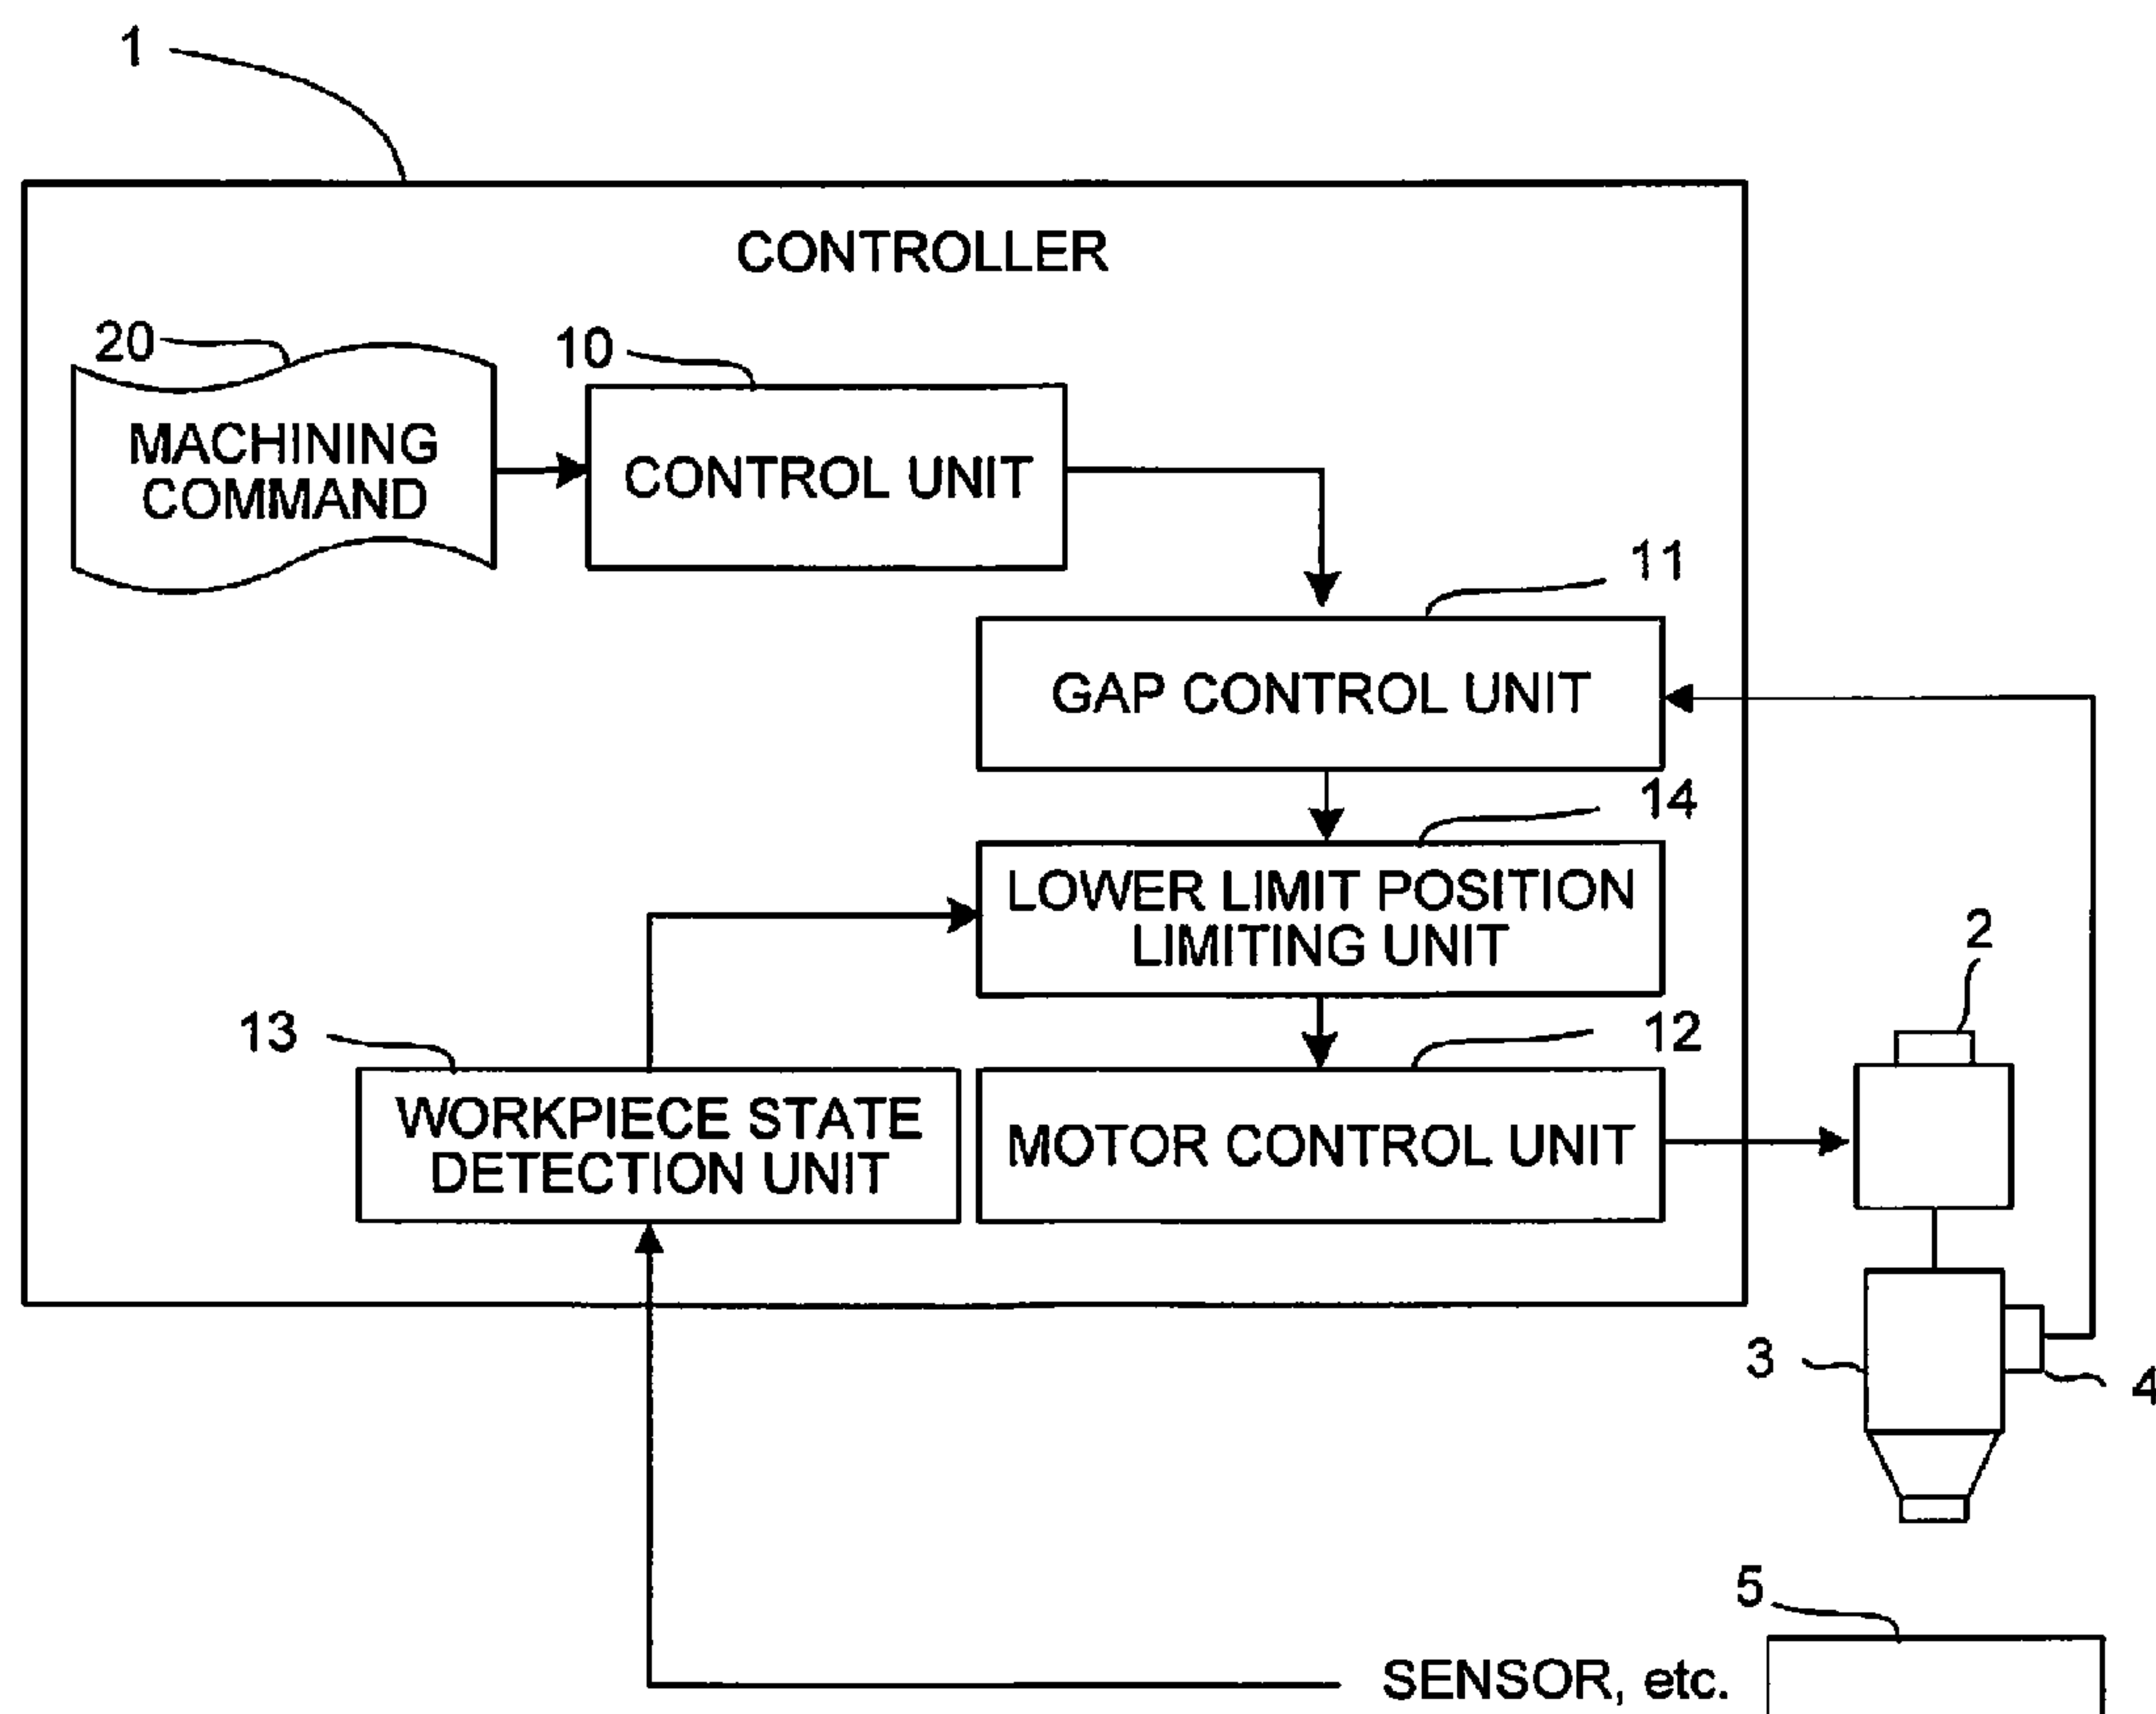 1
CONTROLLER
20
10
MACHINING
COMMAND
CONTROL UNIT
11
GAP CONTROL UNIT
14
LOWER LIMIT POSITION
LIMITING UNIT
2
13
12
WORKPIECE STATE
DETECTION UNIT
MOTOR CONTROL UNIT
3
4
5
SENSOR, etc.